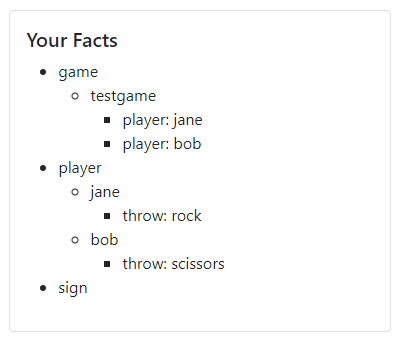 Your Facts
game
testgame
player: jane
player: bob
player
jane
throw: rock
bob
throw: scissors
sign